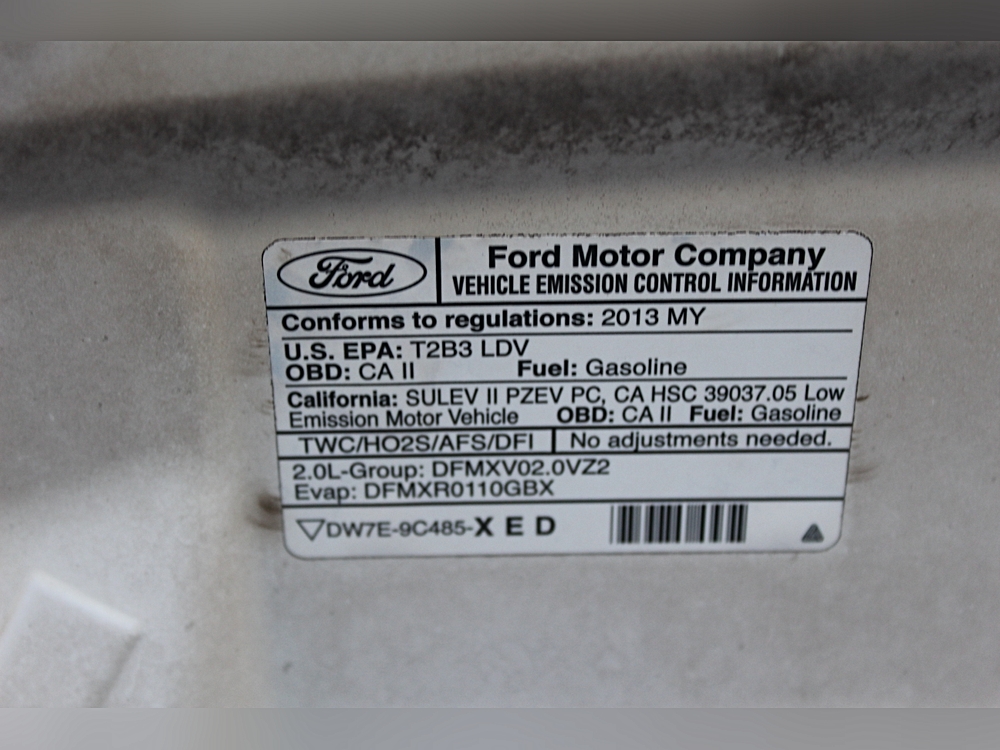 Ford
Ford Motor Company
VEHICLE EMISSION CONTROL INFORMATION
Conforms to regulations: 2013 MY
U.S. EPA: T2B3 LDV
OBD: CA II Fuel: Gasoline
California: SULEV II PZEV PC, CA HSC 39037.05 Low
Emission Motor Vehicle OBD: CA II Fuel: Gasoline
TWC/HO2S/AFS/DFI No adjustments needed.
2.0L-Group: DFMXV02.0VZ2
Evap: DFMXR0110GBX
DW7E-9C485-XED